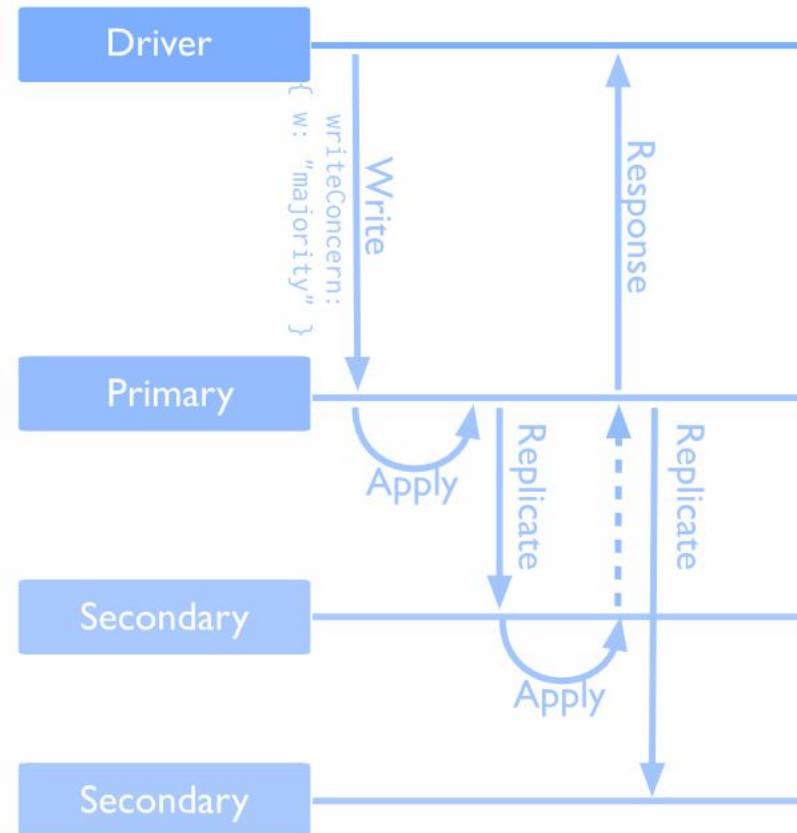 Driver
writeConcern:
{ w: "majority" }
Write
Response
Primary
Apply
Replicate
Replicate
Secondary
Apply
Secondary